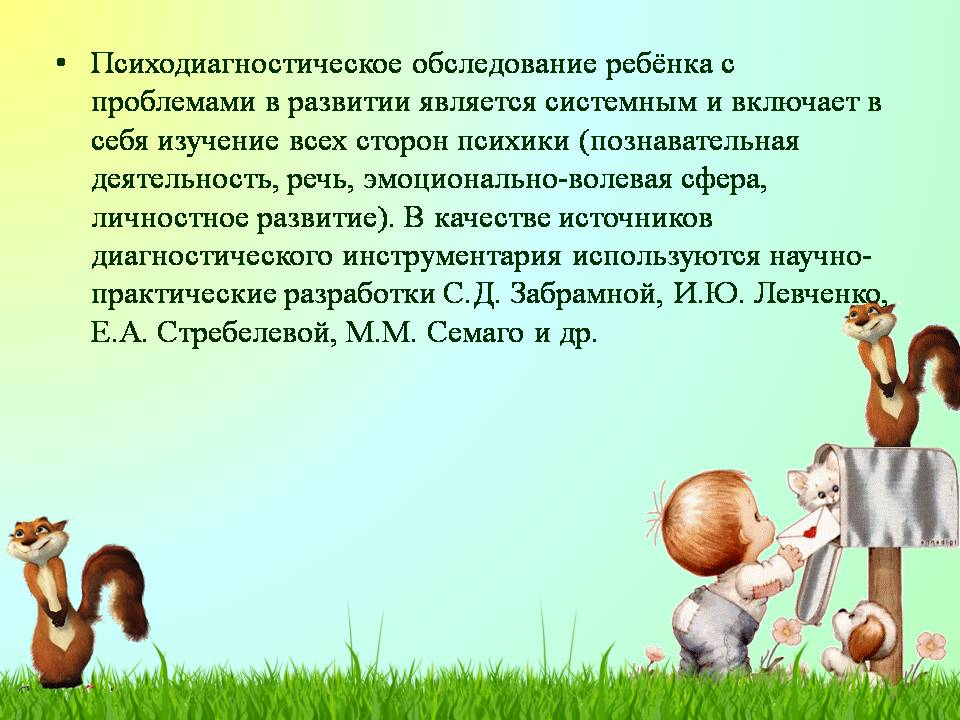 • Психодиагностическое обследование ребёнка с
проблемами в развитии является системным и включает в
себя изучение всех сторон психики (познавательная
деятельность, речь, эмоционально-волевая сфера,
личностное развитие). В качестве источников
диагностического инструментария используются научно-
практические разработки С.Д. Забрамной, И.Ю. Левченко,
Е.А. Стребелевой, М.М. Семаго и др.